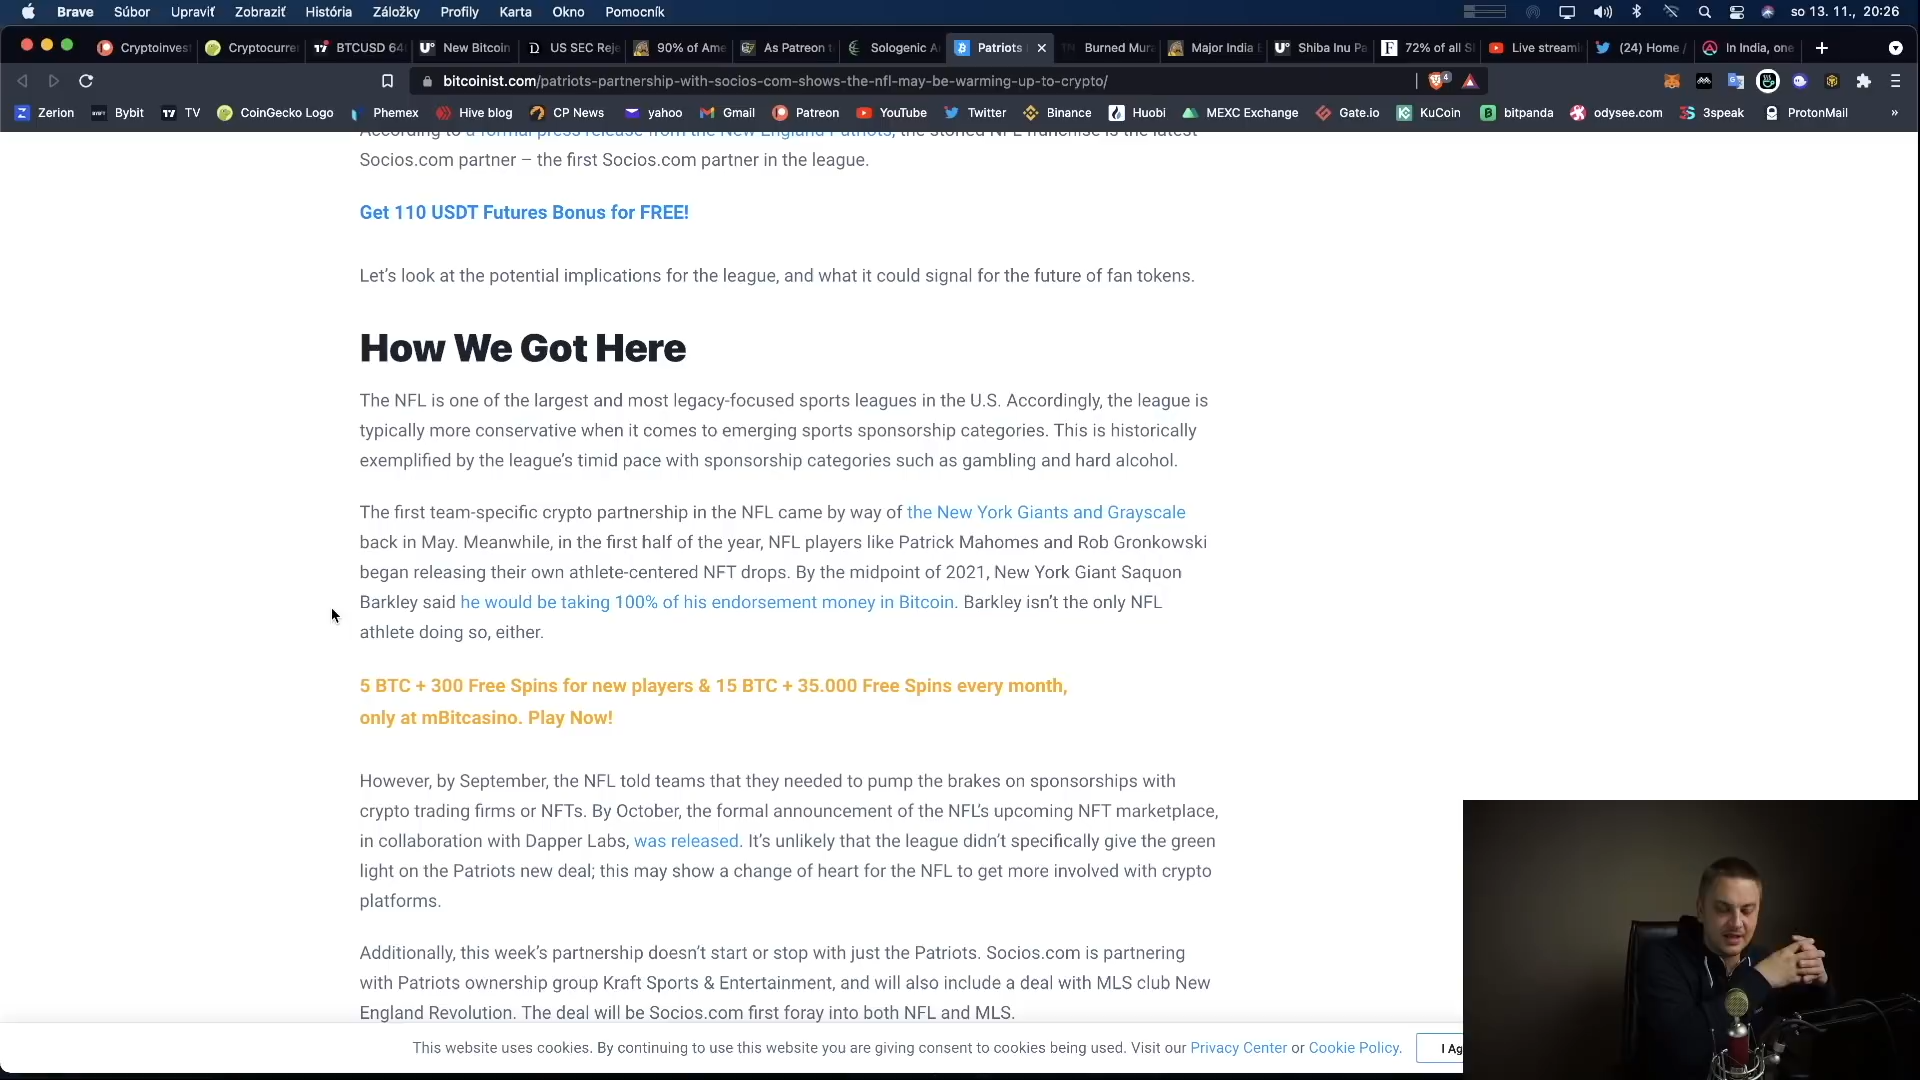 Brave Súbor Upraviť Zobraziť História Záložky Profily Karta Okno Pomocník so 13. 11., 20:26
Cryptoinves Cryptocurre BTCUSD 64 New Bitcoin US SEC Rej 90% of Ame As Patreon t Sologenic A Patriots Burned Mur Major India E Shiba Inu Pa 72% of all S Live streami (24) Home / In India, one
bitcoinist.com/patriots-partnership-with-socios-com-shows-the-nfl-may-be-warming-up-to-crypto/
Zerion Bybit TV CoinGecko Logo Phemex Hive blog CP News yahoo Gmail Patreon YouTube Twitter Binance Huobi MEXC Exchange Gate.io KuCoin bitpanda odysee.com 3speak ProtonMail »
According to a formal press release from the New England Patriots, the storied NFL franchise is the latest
Socios.com partner – the first Socios.com partner in the league.
Get 110 USDT Futures Bonus for FREE!
Let’s look at the potential implications for the league, and what it could signal for the future of fan tokens.
How We Got Here
The NFL is one of the largest and most legacy-focused sports leagues in the U.S. Accordingly, the league is
typically more conservative when it comes to emerging sports sponsorship categories. This is historically
exemplified by the league’s timid pace with sponsorship categories such as gambling and hard alcohol.
The first team-specific crypto partnership in the NFL came by way of the New York Giants and Grayscale
back in May. Meanwhile, in the first half of the year, NFL players like Patrick Mahomes and Rob Gronkowski
began releasing their own athlete-centered NFT drops. By the midpoint of 2021, New York Giant Saquon
Barkley said he would be taking 100% of his endorsement money in Bitcoin. Barkley isn’t the only NFL
athlete doing so, either.
5 BTC + 300 Free Spins for new players & 15 BTC + 35.000 Free Spins every month,
only at mBitcasino. Play Now!
However, by September, the NFL told teams that they needed to pump the brakes on sponsorships with
crypto trading firms or NFTs. By October, the formal announcement of the NFL’s upcoming NFT marketplace,
in collaboration with Dapper Labs, was released. It’s unlikely that the league didn’t specifically give the green
light on the Patriots new deal; this may show a change of heart for the NFL to get more involved with crypto
platforms.
Additionally, this week’s partnership doesn’t start or stop with just the Patriots. Socios.com is partnering
with Patriots ownership group Kraft Sports & Entertainment, and will also include a deal with MLS club New
England Revolution. The deal will be Socios.com first foray into both NFL and MLS.
This website uses cookies. By continuing to use this website you are giving consent to cookies being used. Visit our Privacy Center or Cookie Policy. I Ag